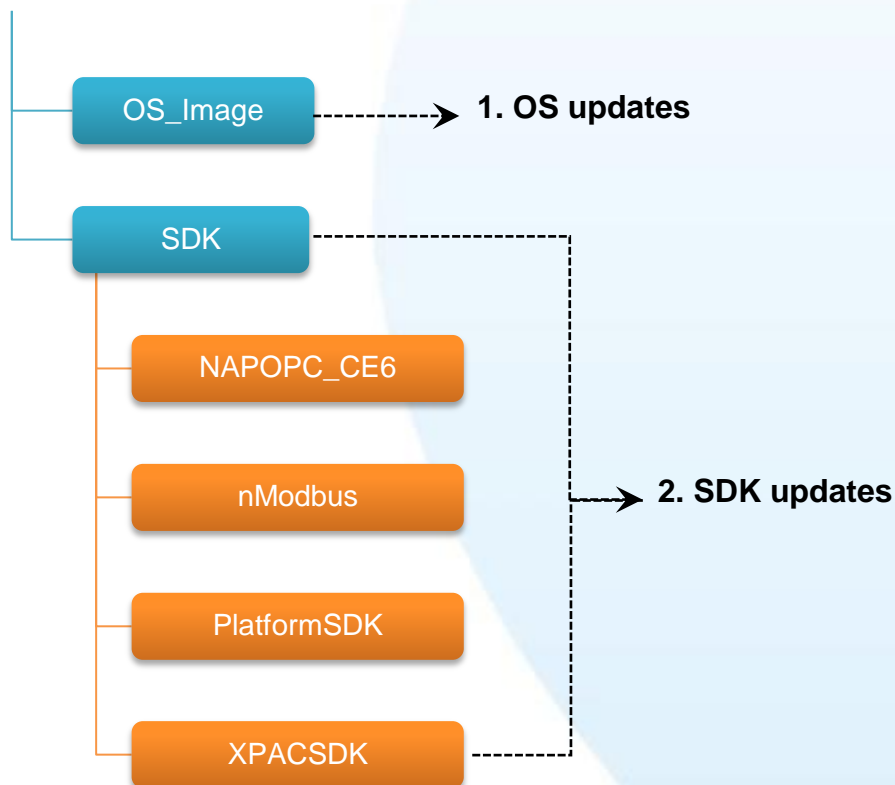 OS_Image
1. OS updates
SDK
NAPOPC_CE6
nModbus
2. SDK updates
PlatformSDK
XPACSDK